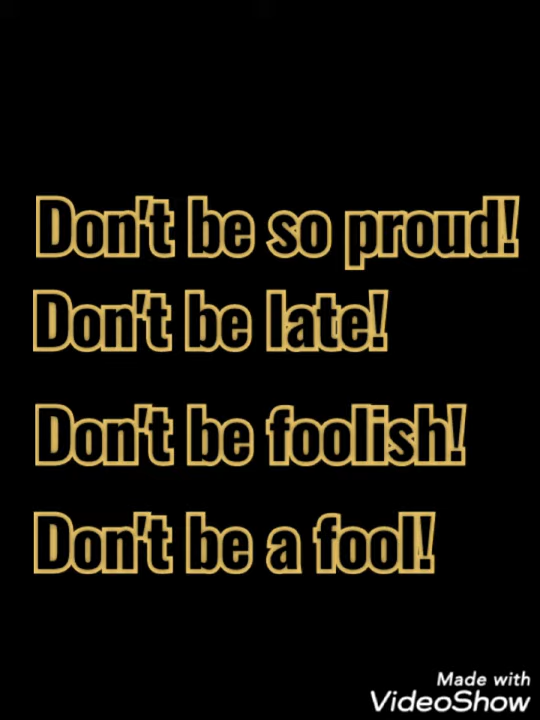 Don't be so proud!
Don't be late!
Don't be foolish!
Don't be a fool!
Made with
VideoShow